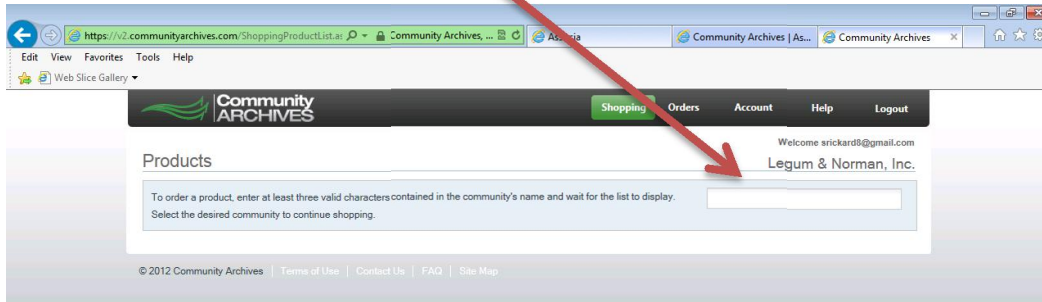 https://v2.communityarchives.com/ShoppingProductList.as
Community Archives, ...
Community Archives | As...
Community Archives
Edit View Favorites Tools Help
Web Slice Gallery
Community ARCHIVES
Shopping Orders Account Help Logout
Welcome srickard8@gmail.com
Products
Legum & Norman, Inc.
To order a product, enter at least three valid characters contained in the community's name and wait for the list to display.
Select the desired community to continue shopping.
© 2012 Community Archives | Terms of Use | Contact Us | FAQ | Site Map